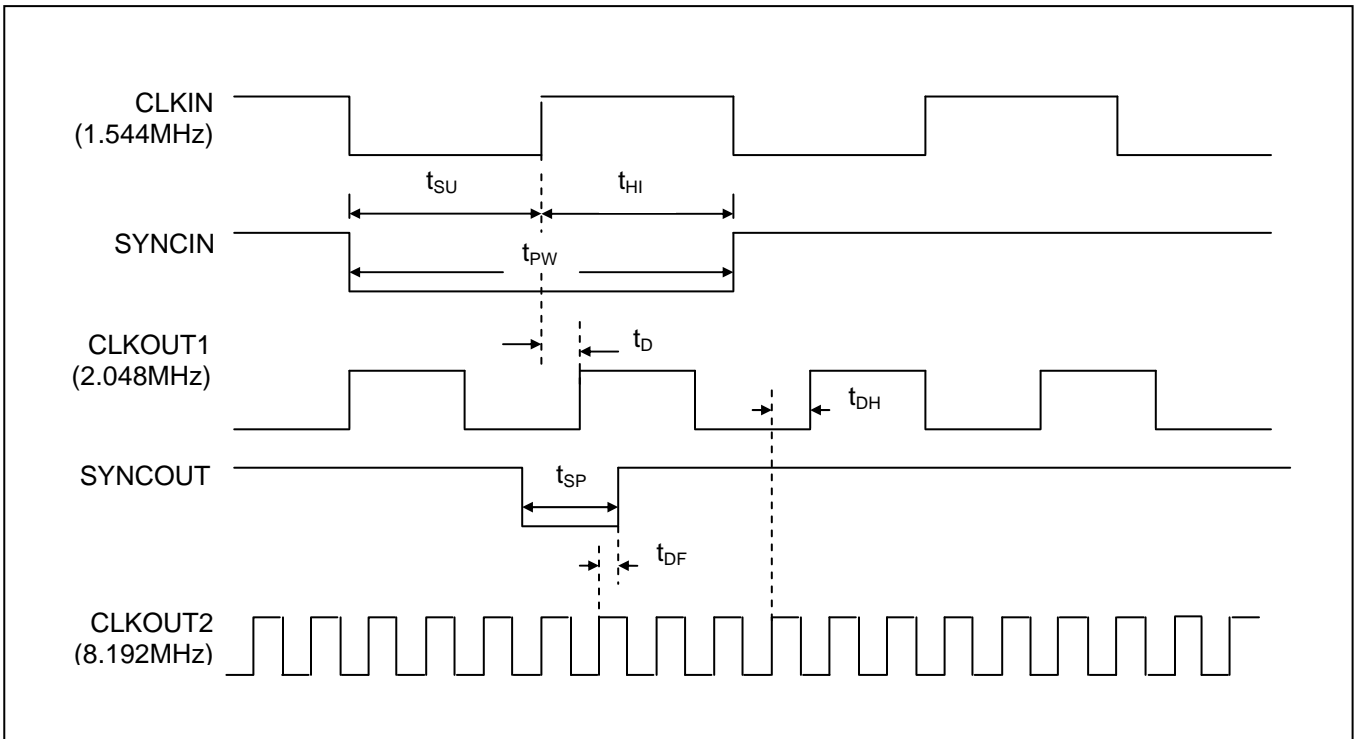 CLKIN
(1.544MHz)
tSU
tHI
SYNCIN
tPW
CLKOUT1
(2.048MHz)
tD
tDH
SYNCOUT
tSP
tDF
CLKOUT2
(8.192MHz)